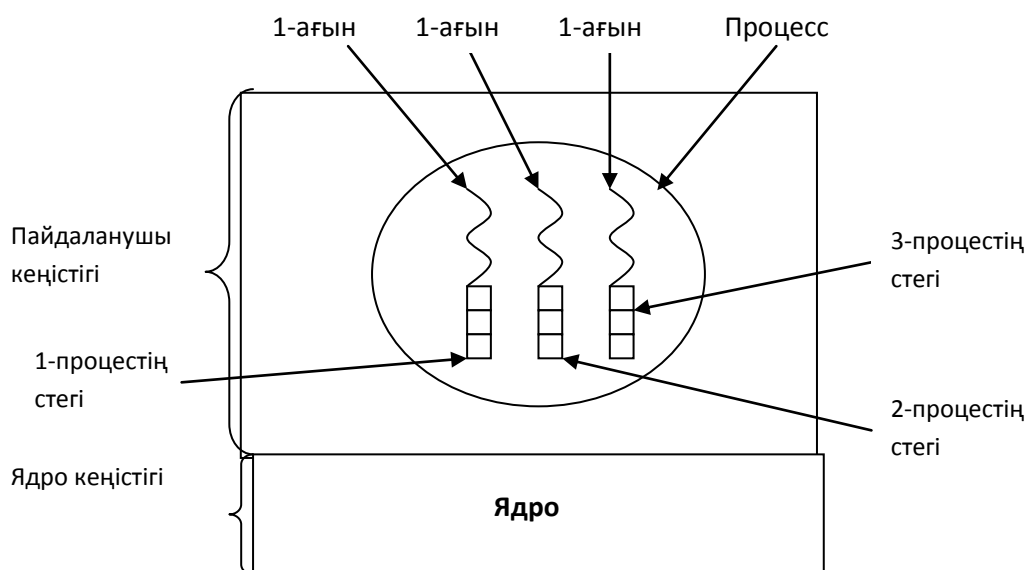 1-ағын 1-ағын 1-ағын Процесс
Пайдаланушы
кеңістігі
3-процестің
стегі
1-процестің
стегі
2-процестің
стегі
Ядро кеңістігі
Ядро